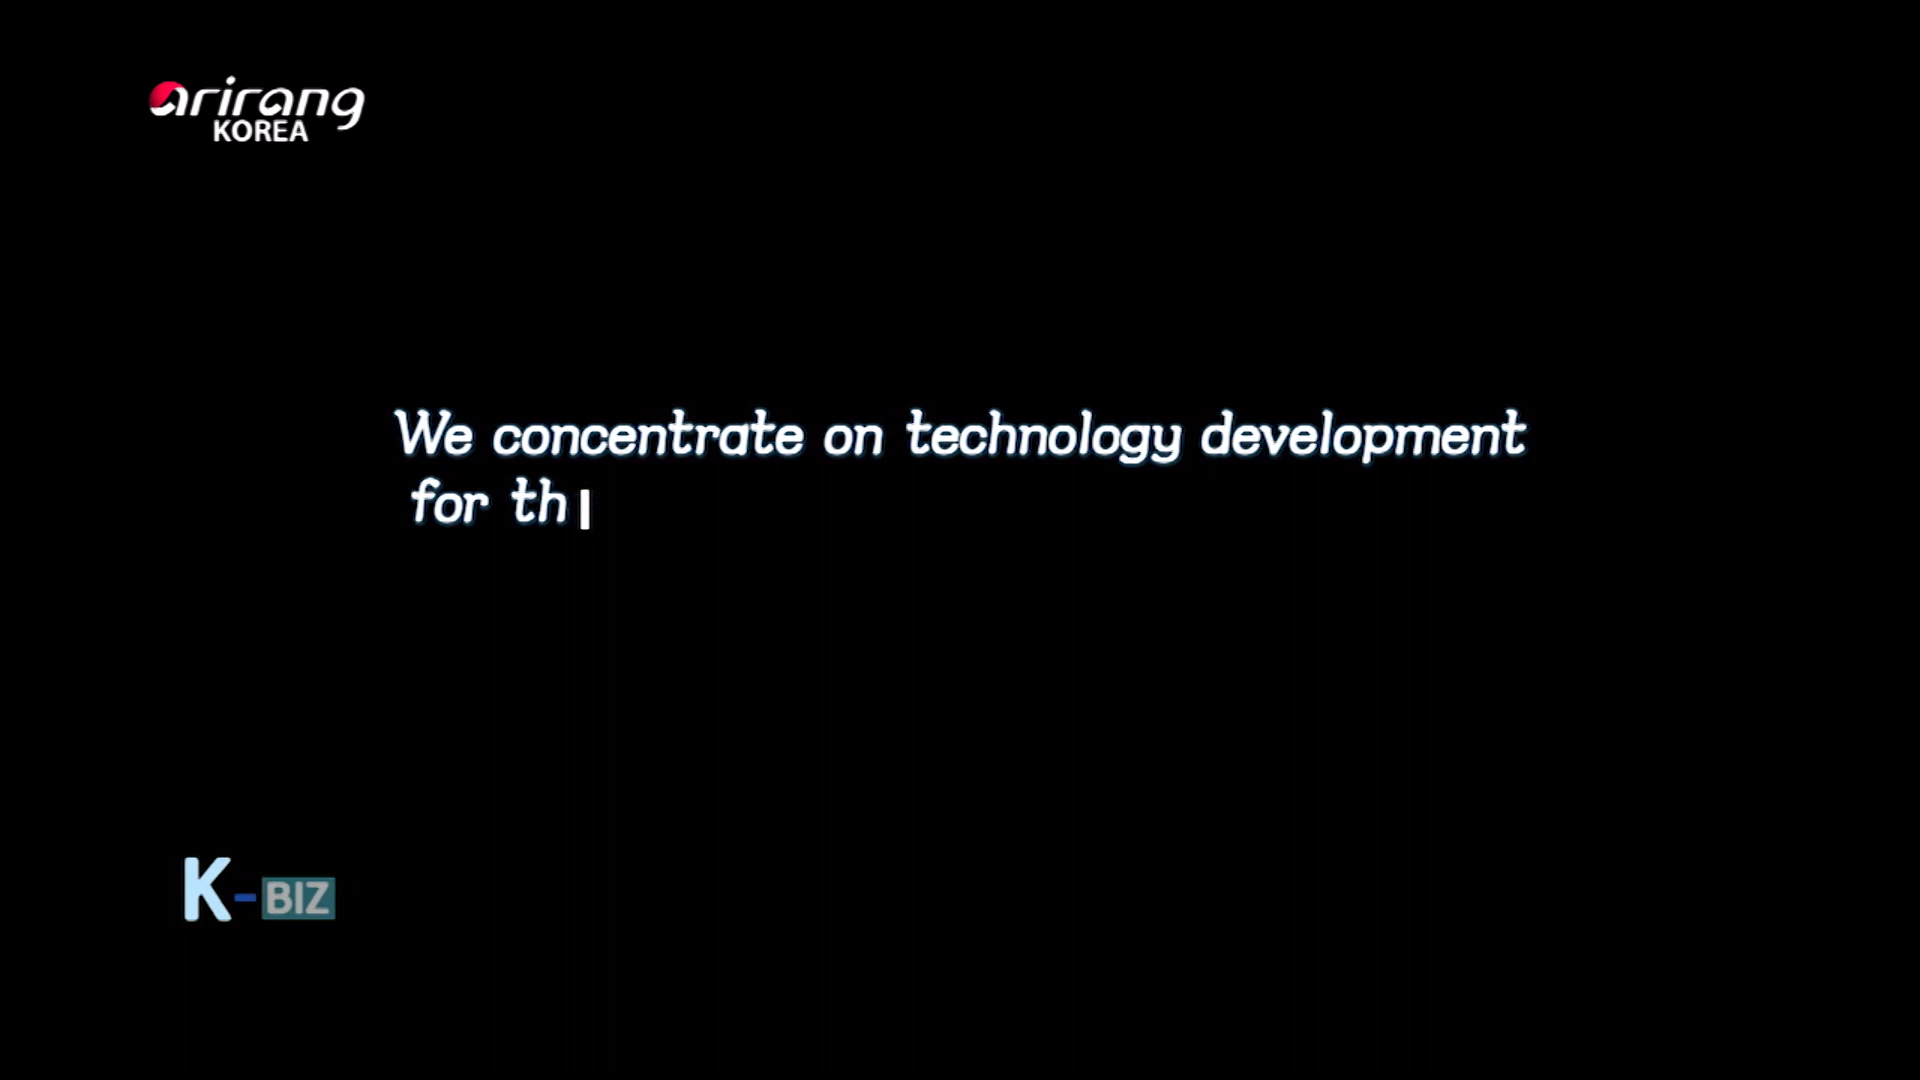 arirang
KOREA
We concentrate on technology development
for th
K-BIZ